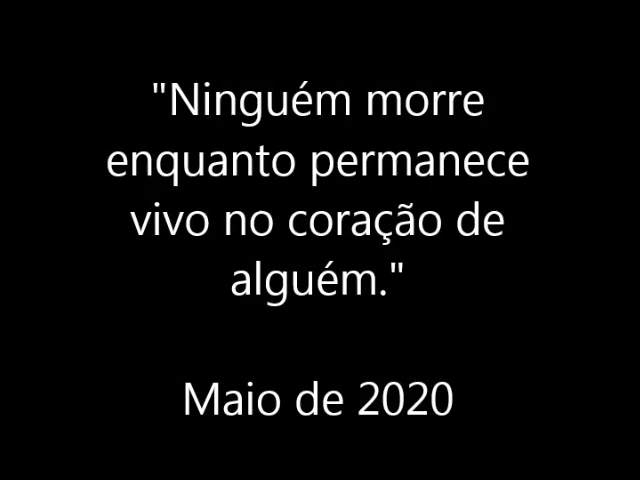 "Ninguém morre
enquanto permanece
vivo no coração de
alguém."
Maio de 2020